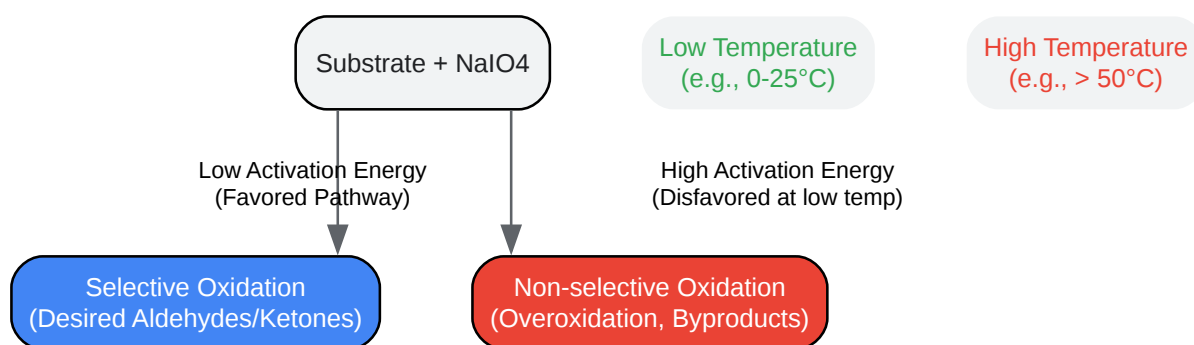 Substrate + NaIO4
Low Temperature
(e.g., 0-25°C)
High Temperature
(e.g., > 50°C)
Low Activation Energy
(Favored Pathway)
High Activation Energy
(Disfavored at low temp)
Selective Oxidation
(Desired Aldehydes/Ketones)
Non-selective Oxidation
(Overoxidation, Byproducts)